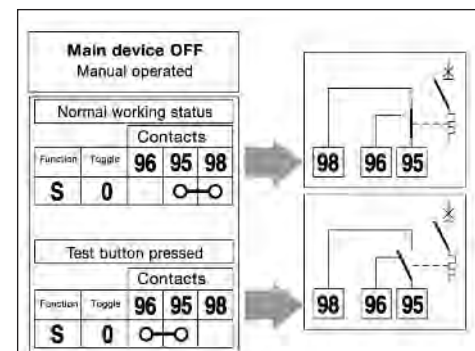 Main device OFF
Manual operated
Normal working status
Contacts
Function Toggle 96 95 98
S 0
98 96 95
Test button pressed
Contacts
Function Toggle 96 95 98
S 0
98 96 95